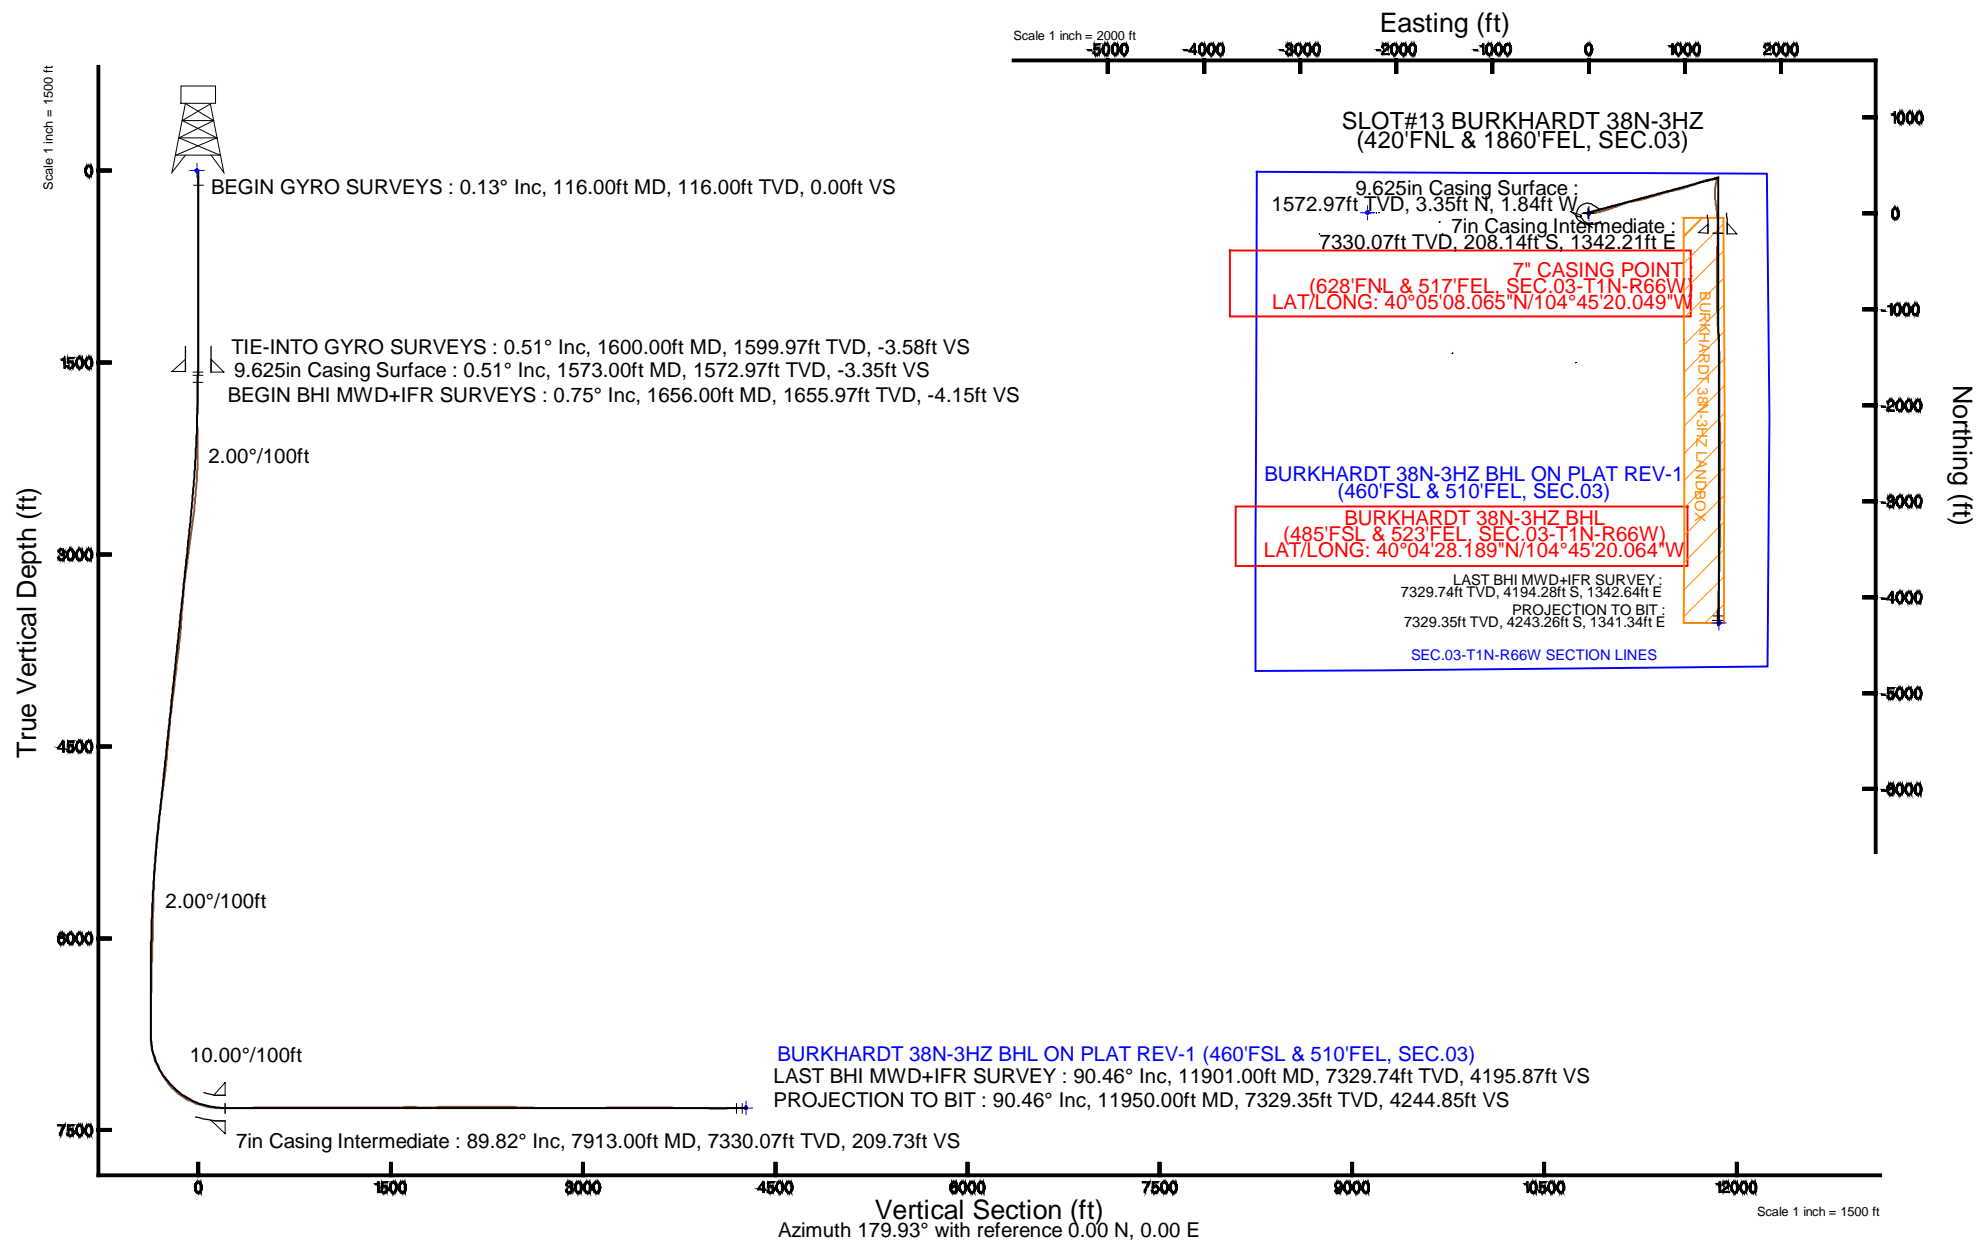 Easting (ft)
Scale 1 inch = 2000 ft
-5000 -4000 -3000 -2000 -1000 0 1000 2000
Scale 1 inch = 1500 ft
SLOT#13 BURKHARDT 38N-3HZ
(420'FNL & 1860'FEL, SEC.03)
1000
0
-1000
-2000
-3000
-4000
-5000
-6000
Northing (ft)
9.625in Casing Surface :
1572.97ft TVD, 3.35ft N, 1.84ft W
7in Casing Intermediate :
7330.07ft TVD, 208.14ft S, 1342.21ft E
7" CASING POINT
(628'FNL & 517'FEL, SEC.03-T1N-R66W)
LAT/LONG: 40°05'08.065"N/104°45'20.049"W
BURKHARDT 38N-3HZ LANDBOX
BURKHARDT 38N-3HZ BHL ON PLAT REV-1
(460'FSL & 510'FEL, SEC.03)
BURKHARDT 38N-3HZ BHL
(485'FSL & 523'FEL, SEC.03-T1N-R66W)
LAT/LONG: 40°04'28.189"N/104°45'20.064"W
LAST BHI MWD+IFR SURVEY :
7329.74ft TVD, 4194.28ft S, 1342.64ft E
PROJECTION TO BIT :
7329.35ft TVD, 4243.26ft S, 1341.34ft E
SEC.03-T1N-R66W SECTION LINES
True Vertical Depth (ft)
0
1500
3000
4500
6000
7500
BEGIN GYRO SURVEYS : 0.13° Inc, 116.00ft MD, 116.00ft TVD, 0.00ft VS
TIE-INTO GYRO SURVEYS : 0.51° Inc, 1600.00ft MD, 1599.97ft TVD, -3.58ft VS
9.625in Casing Surface : 0.51° Inc, 1573.00ft MD, 1572.97ft TVD, -3.35ft VS
BEGIN BHI MWD+IFR SURVEYS : 0.75° Inc, 1656.00ft MD, 1655.97ft TVD, -4.15ft VS
2.00°/100ft
2.00°/100ft
10.00°/100ft
BURKHARDT 38N-3HZ BHL ON PLAT REV-1 (460'FSL & 510'FEL, SEC.03)
LAST BHI MWD+IFR SURVEY : 90.46° Inc, 11901.00ft MD, 7329.74ft TVD, 4195.87ft VS
PROJECTION TO BIT : 90.46° Inc, 11950.00ft MD, 7329.35ft TVD, 4244.85ft VS
7in Casing Intermediate : 89.82° Inc, 7913.00ft MD, 7330.07ft TVD, 209.73ft VS
0 1500 3000 4500 6000 7500 9000 10500 12000
Vertical Section (ft)
Azimuth 179.93° with reference 0.00 N, 0.00 E
Scale 1 inch = 1500 ft